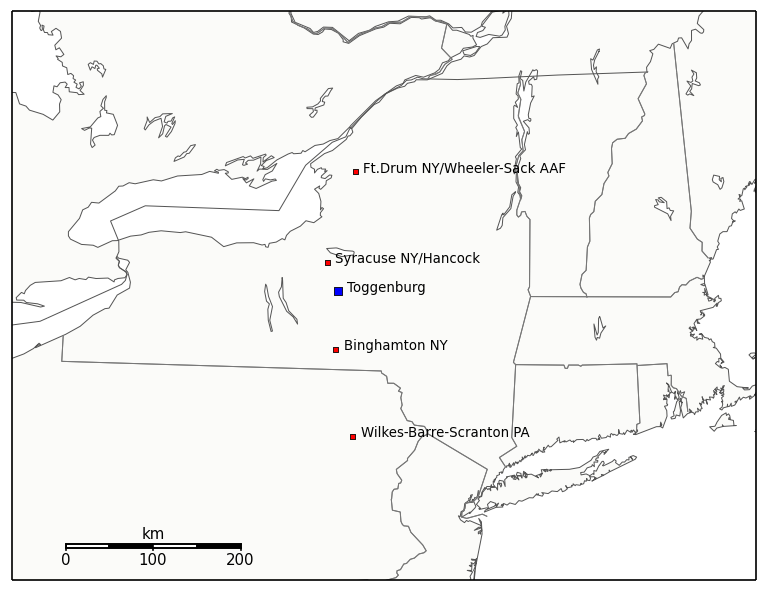 Ft.Drum NY/Wheeler-Sack AAF
Syracuse NY/Hancock
Toggenburg
Binghamton NY
Wilkes-Barre-Scranton PA
km
0 100 200